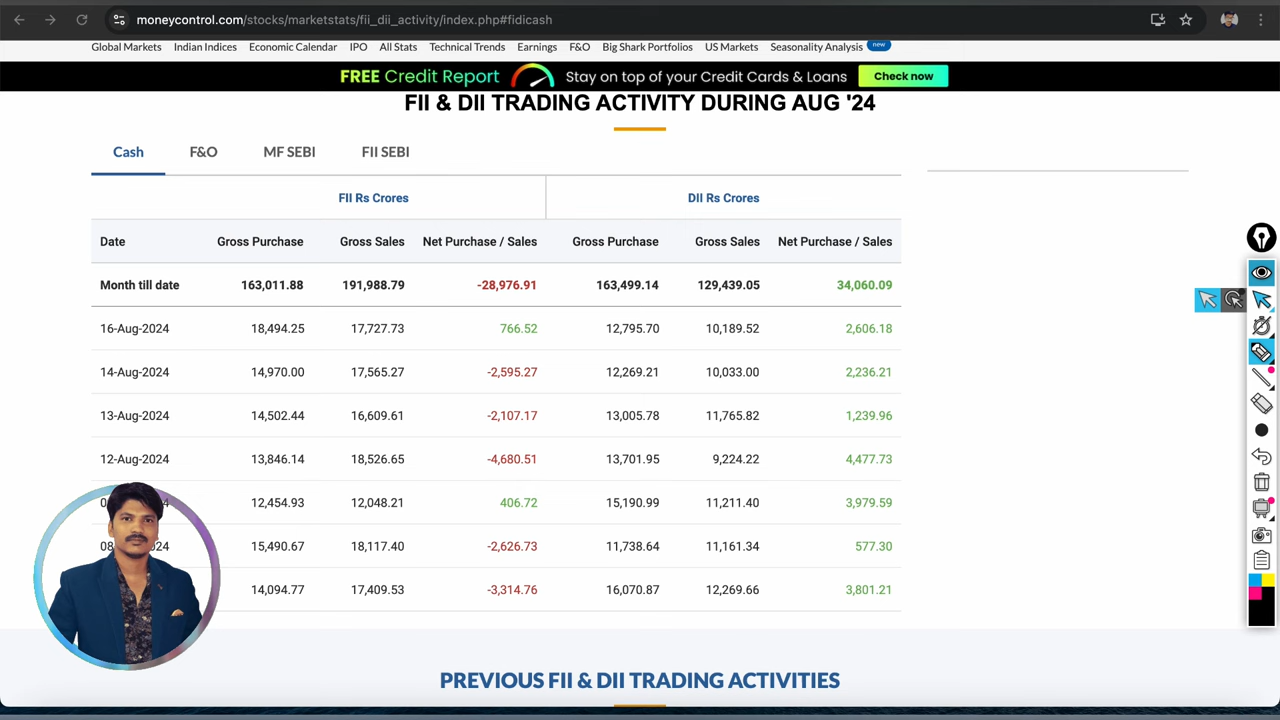 moneycontrol.com/stocks/marketstats/fii_dii_activity/index.php#fidicash
Global Markets Indian Indices Economic Calendar IPO All Stats Technical Trends Earnings F&O Big Shark Portfolios US Markets Seasonality Analysis new
FREE Credit Report Stay on top of your Credit Cards & Loans Check now
FII & DII TRADING ACTIVITY DURING AUG '24
Cash F&O MF SEBI FII SEBI
FII Rs Crores DII Rs Crores
Date Gross Purchase Gross Sales Net Purchase / Sales Gross Purchase Gross Sales Net Purchase / Sales
Month till date 163,011.88 191,988.79 -28,976.91 163,499.14 129,439.05 34,060.09
16-Aug-2024 18,494.25 17,727.73 766.52 12,795.70 10,189.52 2,606.18
14-Aug-2024 14,970.00 17,565.27 -2,595.27 12,269.21 10,033.00 2,236.21
13-Aug-2024 14,502.44 16,609.61 -2,107.17 13,005.78 11,765.82 1,239.96
12-Aug-2024 13,846.14 18,526.65 -4,680.51 13,701.95 9,224.22 4,477.73
12,454.93 12,048.21 406.72 15,190.99 11,211.40 3,979.59
15,490.67 18,117.40 -2,626.73 11,738.64 11,161.34 577.30
14,094.77 17,409.53 -3,314.76 16,070.87 12,269.66 3,801.21
PREVIOUS FII & DII TRADING ACTIVITIES